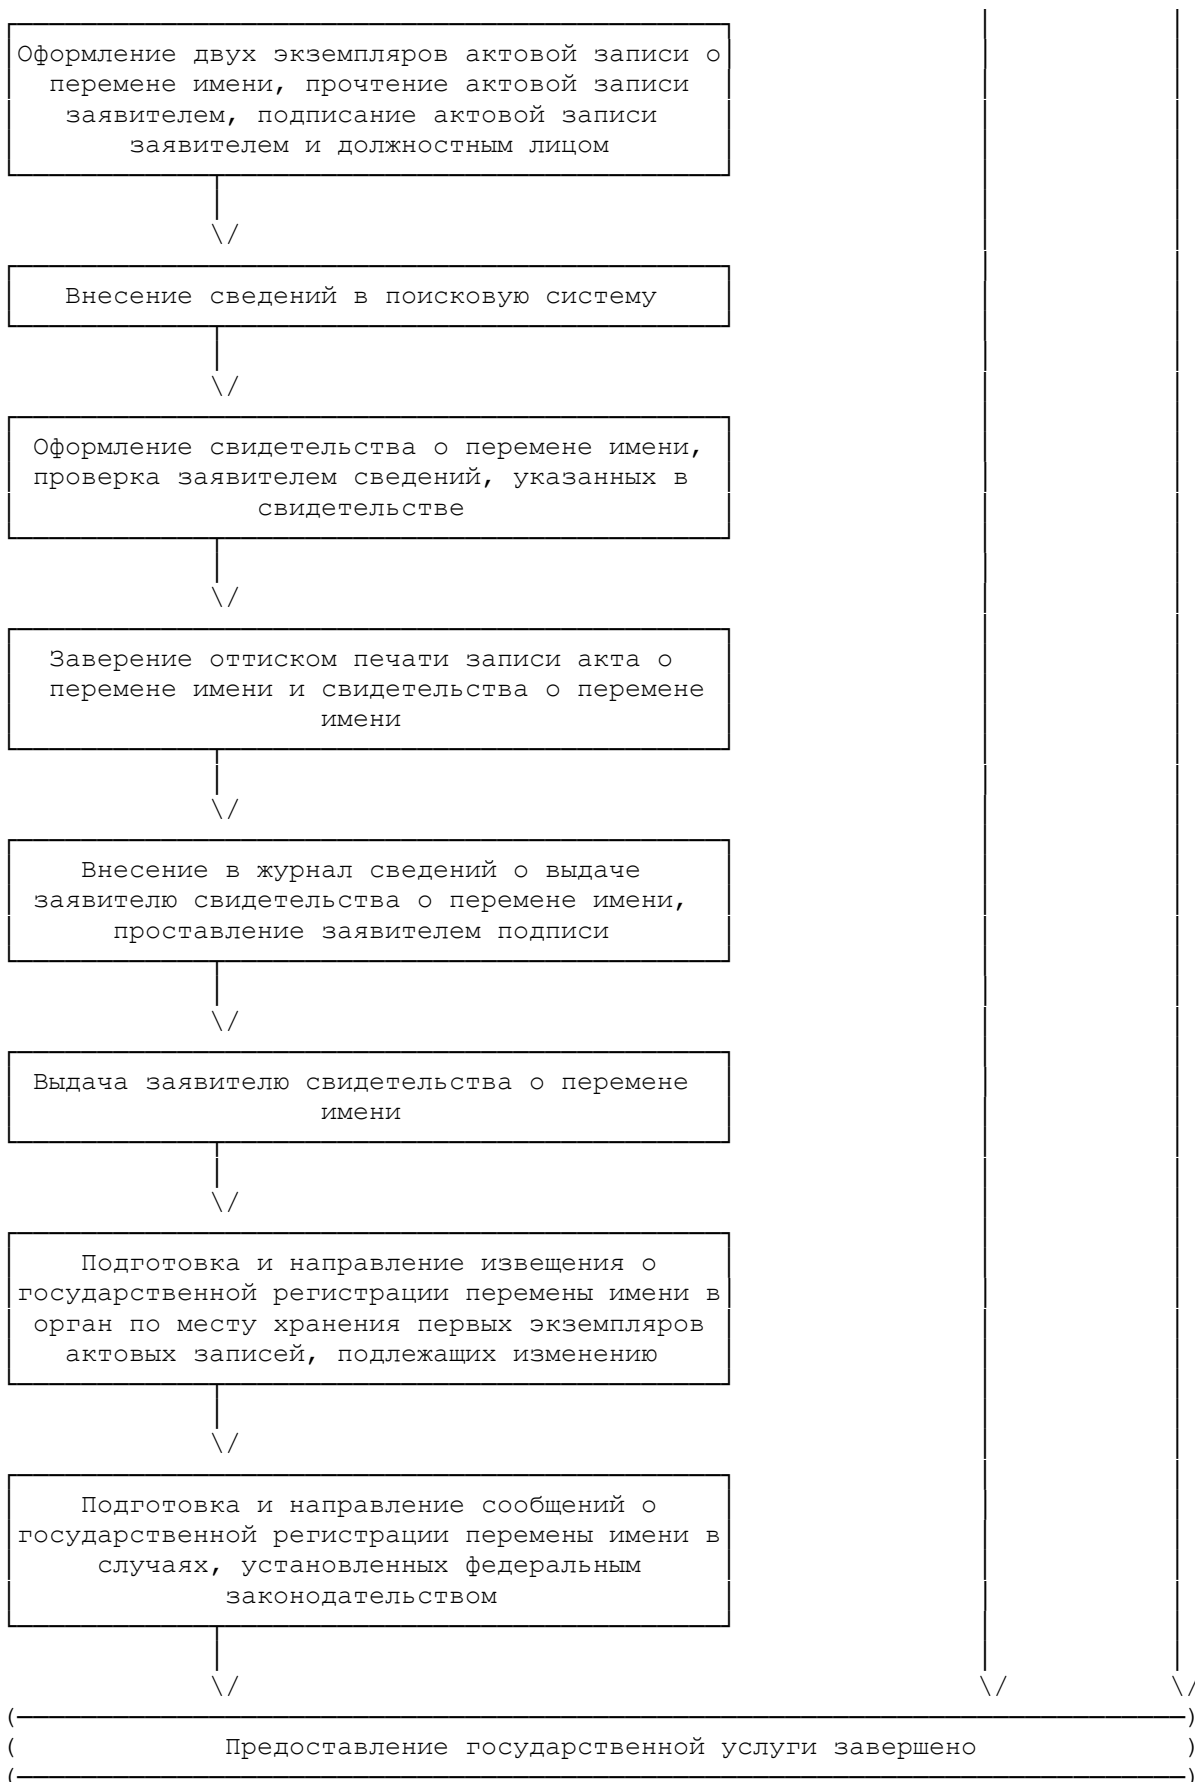 Оформление двух экземпляров актовой записи о
перемене имени, прочтение актовой записи
заявителем, подписание актовой записи
заявителем и должностным лицом
Внесение сведений в поисковую систему
Оформление свидетельства о перемене имени,
проверка заявителем сведений, указанных в
свидетельстве
Заверение оттиском печати записи акта о
перемене имени и свидетельства о перемене
имени
Внесение в журнал сведений о выдаче
заявителю свидетельства о перемене имени,
проставление заявителем подписи
Выдача заявителю свидетельства о перемене
имени
Подготовка и направление извещения о
государственной регистрации перемены имени в
орган по месту хранения первых экземпляров
актовых записей, подлежащих изменению
Подготовка и направление сообщений о
государственной регистрации перемены имени в
случаях, установленных федеральным
законодательством
Предоставление государственной услуги завершено